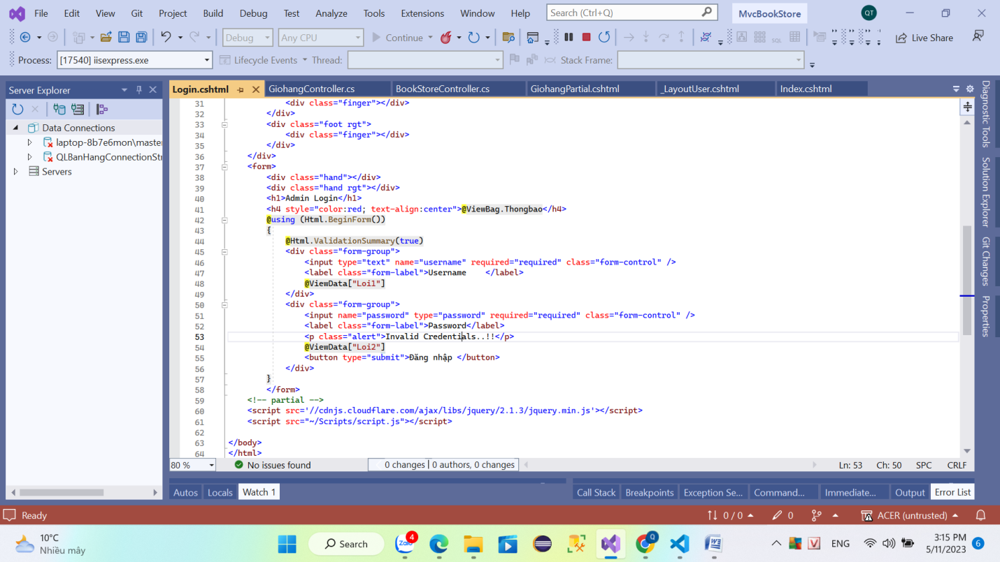 File Edit View Git Project Build Debug Test Analyze Tools Extensions Window Help Search (Ctrl+Q) MvcBookStore QT
Debug Any CPU Continue SQL Live Share
Process: [17540] iisexpress.exe Lifecycle Events Thread: Stack Frame:
Server Explorer
Data Connections
laptop-8b7e6mon\master
QLBanHangConnectionStr
Servers
Login.cshtml GiohangController.cs BookStoreController.cs GiohangPartial.cshtml _LayoutUser.cshtml Index.cshtml
31 <div class="finger"></div>
32 </div>
33 <div class="foot rgt">
34 <div class="finger"></div>
35 </div>
36 </div>
37 <form>
38 <div class="hand"></div>
39 <div class="hand rgt"></div>
40 <h1>Admin Login</h1>
41 <h4 style="color:red; text-align:center">@ViewBag.Thongbao</h4>
42 @using (Html.BeginForm())
43 {
44 @Html.ValidationSummary(true)
45 <div class="form-group">
46 <input type="text" name="username" required="required" class="form-control" />
47 <label class="form-label">Username    </label>
48 @ViewData["Loi1"]
49 </div>
50 <div class="form-group">
51 <input name="password" type="password" required="required" class="form-control" />
52 <label class="form-label">Password</label>
53 <p class="alert">Invalid Credentials..!!</p>
54 @ViewData["Loi2"]
55 <button type="submit">Đăng nhập </button>
56 </div>
57 }
58 </form>
59 <!-- partial -->
60 <script src='//cdnjs.cloudflare.com/ajax/libs/jquery/2.1.3/jquery.min.js'></script>
61 <script src="~/Scripts/script.js"></script>
62
63 </body>
64 </html>
80 % No issues found 0 changes | 0 authors, 0 changes Ln: 53 Ch: 50 SPC CRLF
Diagnostic Tools
Solution Explorer
Git Changes
Properties
Autos Locals Watch 1 Call Stack Breakpoints Exception Se... Command... Immediate... Output Error List
Ready 0 / 0 0 ACER (untrusted)
10°C
Nhiều mây
Search Zalo 4 Q ENG
3:15 PM
5/11/2023 6